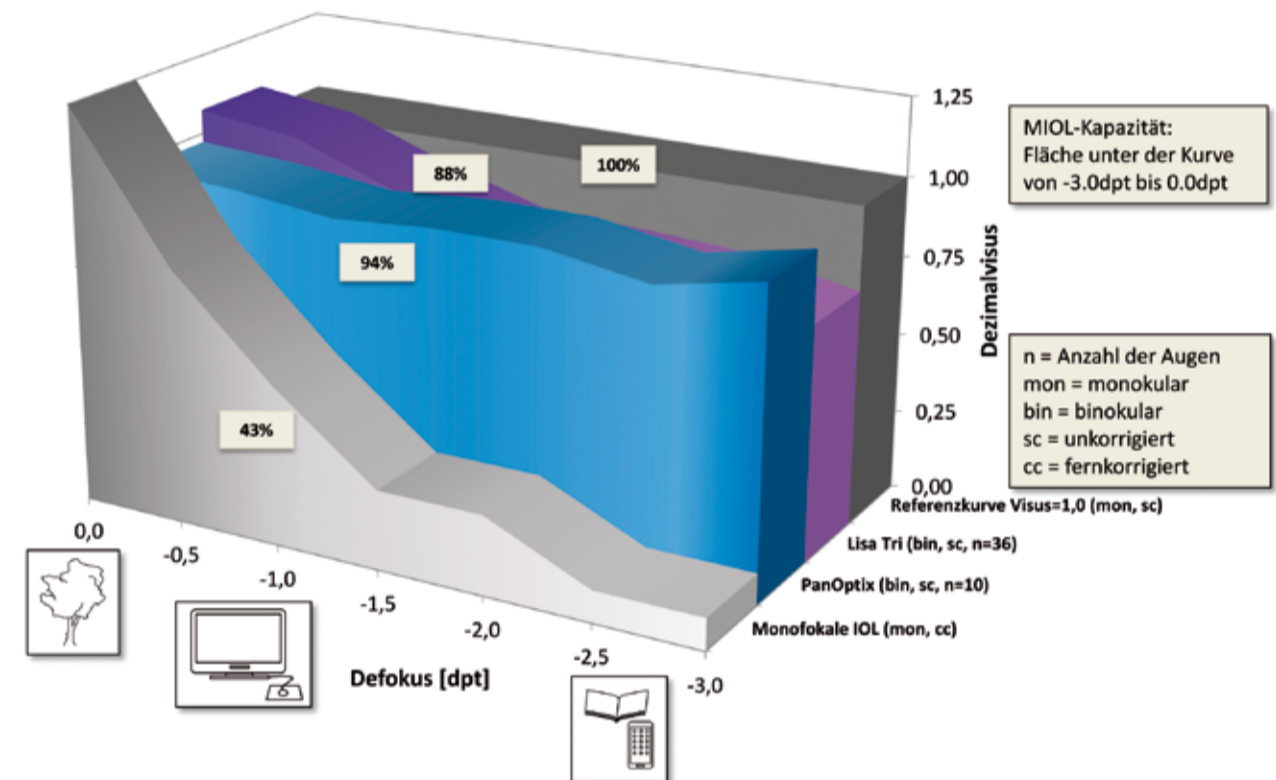 1,25
1,00
0,75
0,50
0,25
0,00
Dezimalvisus
MIOL-Kapazität:
Fläche unter der Kurve
von -3.0dpt bis 0.0dpt
100%
88%
94%
43%
n = Anzahl der Augen
mon = monokular
bin = binokular
sc = unkorrigiert
cc = fernkorrigiert
Referenzkurve Visus=1,0 (mon, sc)
Lisa Tri (bin, sc, n=36)
PanOptix (bin, sc, n=10)
Monofokale IOL (mon, cc)
0,0
-0,5
-1,0
-1,5
-2,0
-2,5
-3,0
Defokus [dpt]